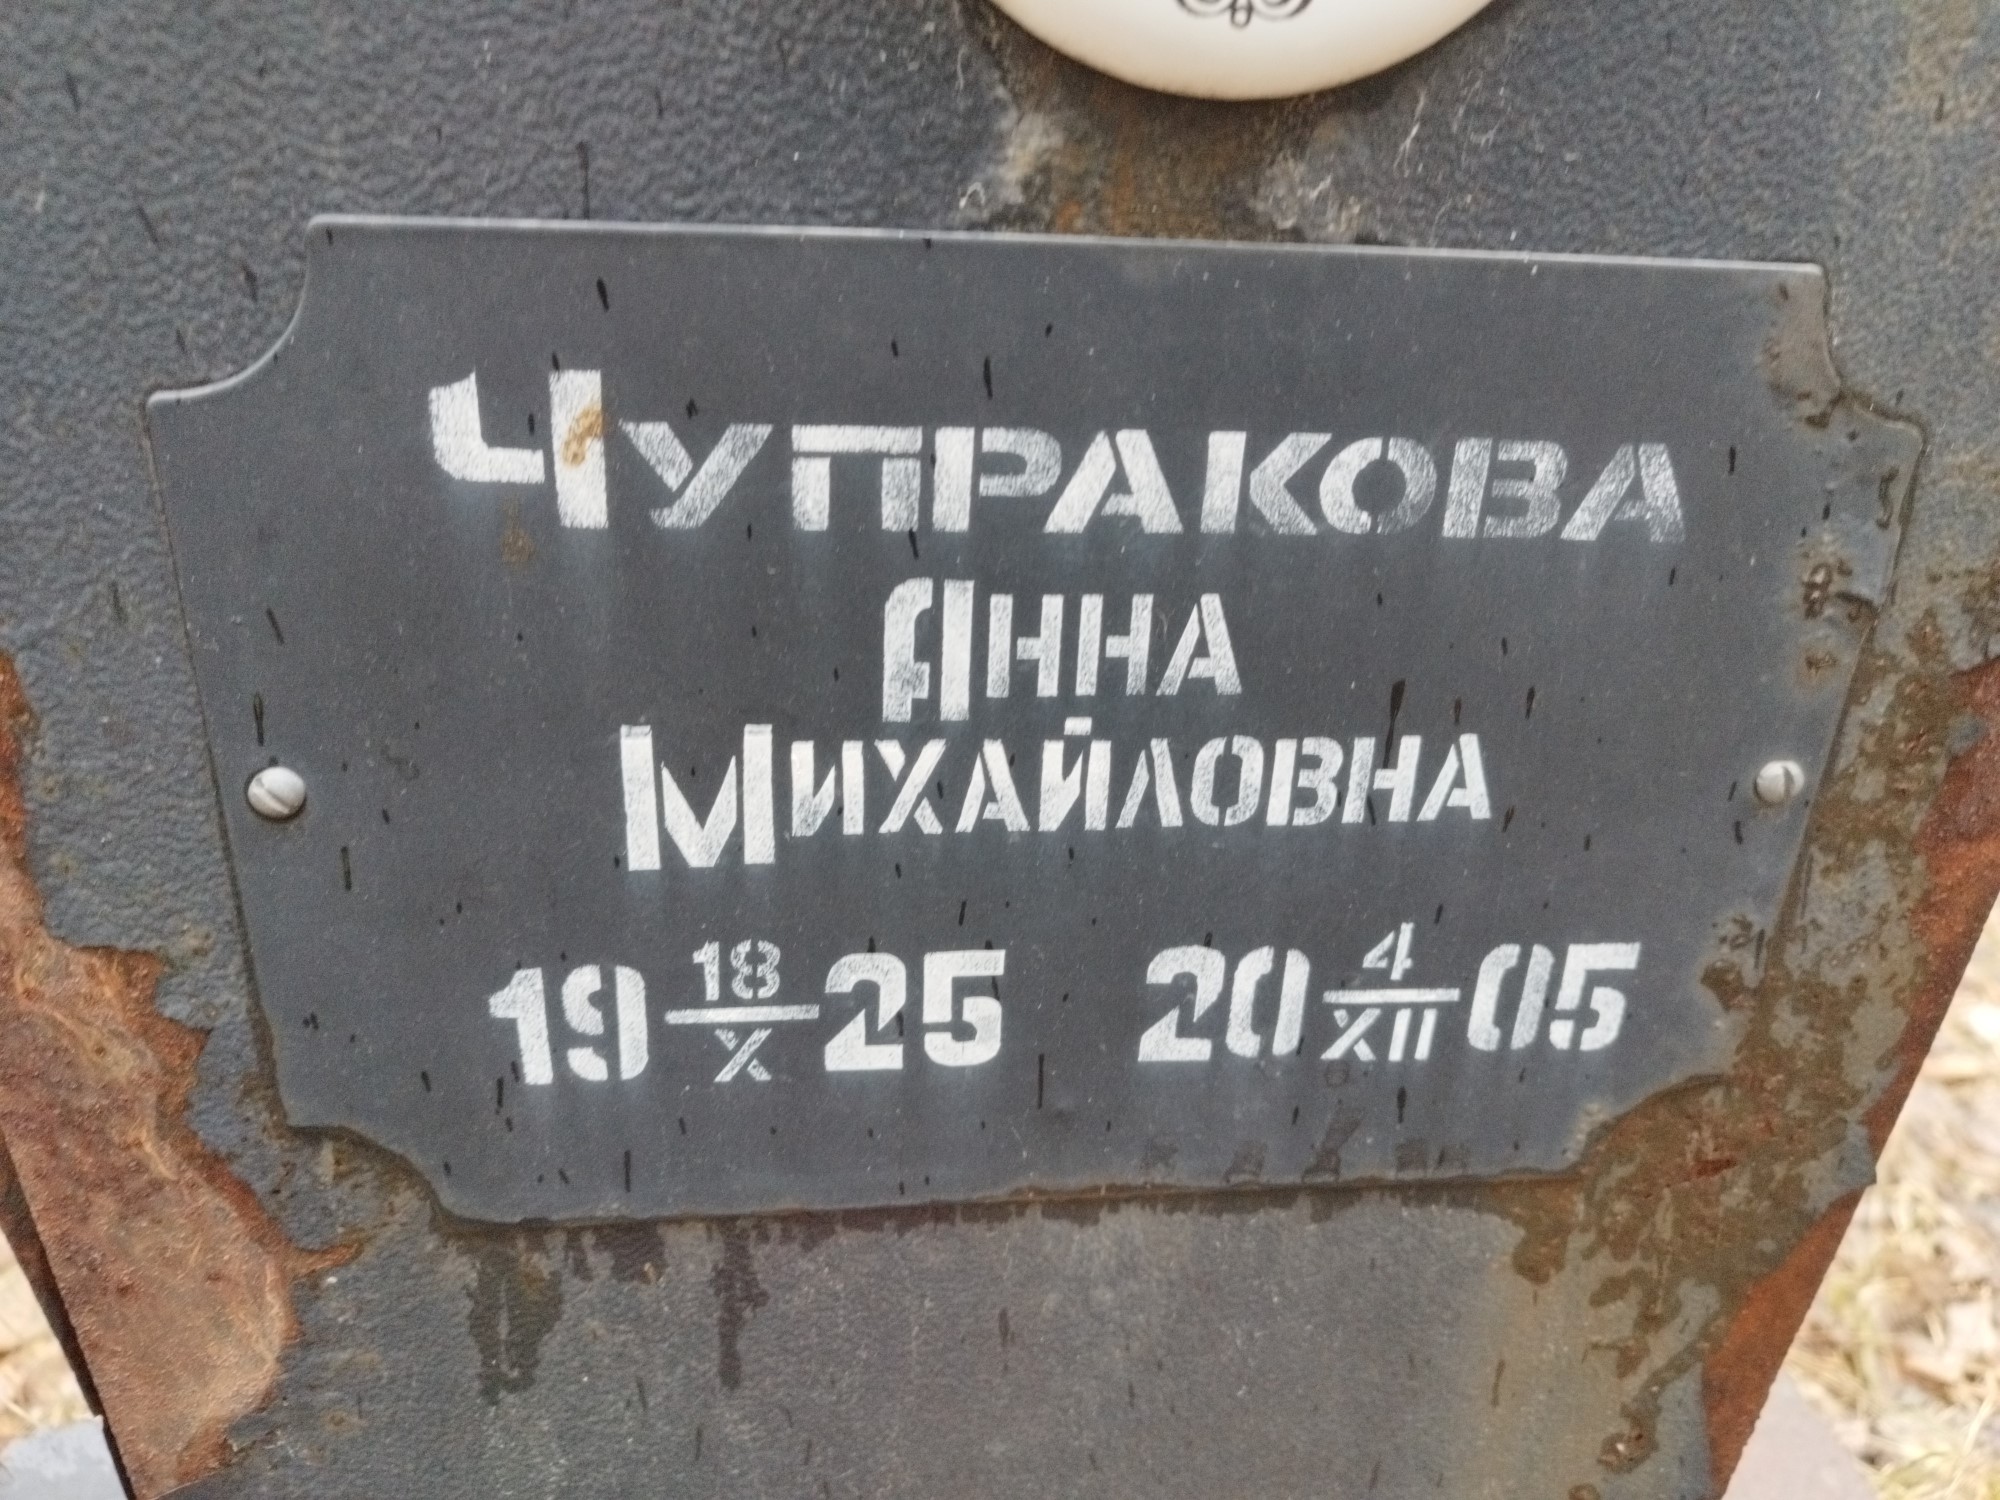 Чупракова
Анна
Михайловна
19 18/X 25 20 4/XII 05